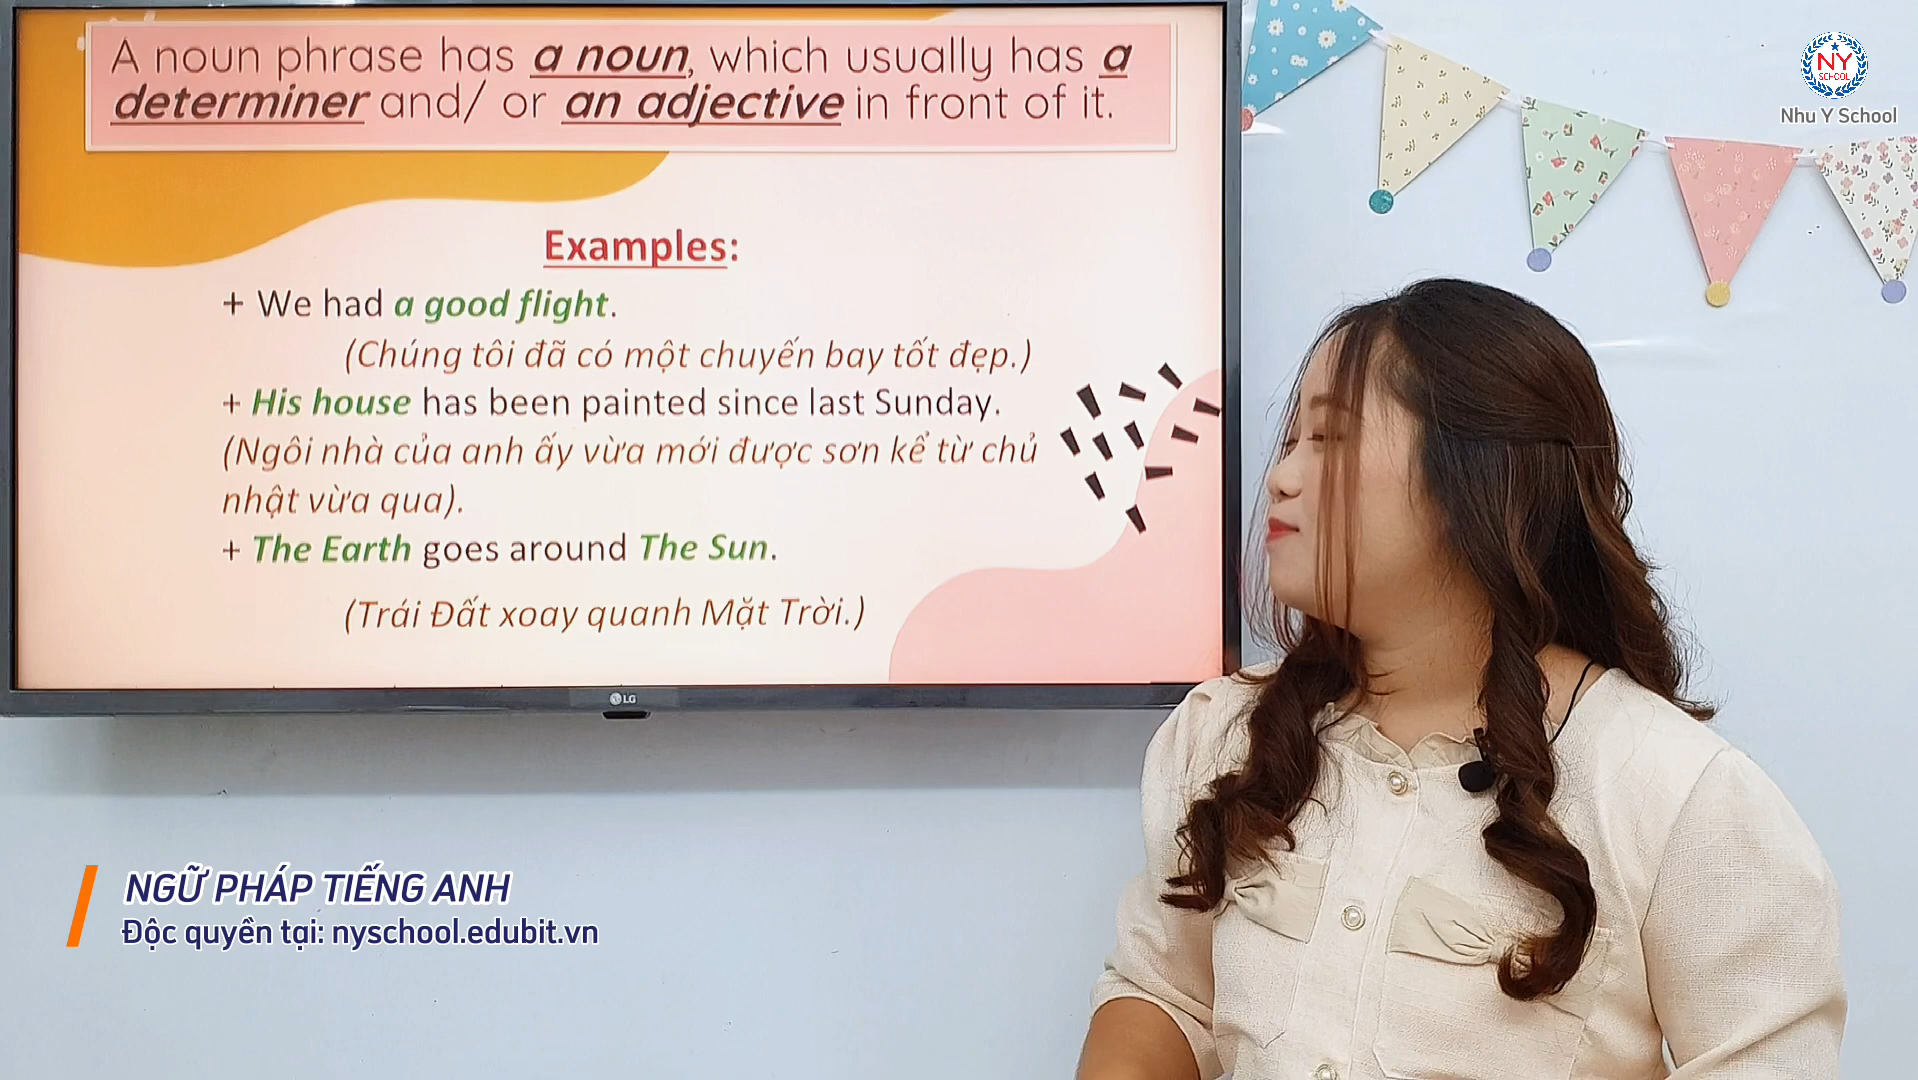 A noun phrase has a noun, which usually has a
determiner and/ or an adjective in front of it.
Examples:
+ We had a good flight.
(Chúng tôi đã có một chuyến bay tốt đẹp.)
+ His house has been painted since last Sunday.
(Ngôi nhà của anh ấy vừa mới được sơn kể từ chủ
nhật vừa qua).
+ The Earth goes around The Sun.
(Trái Đất xoay quanh Mặt Trời.)
LG
NY
SCHOOL
Nhu Y School
NGỮ PHÁP TIẾNG ANH
Độc quyền tại: nyschool.edubit.vn